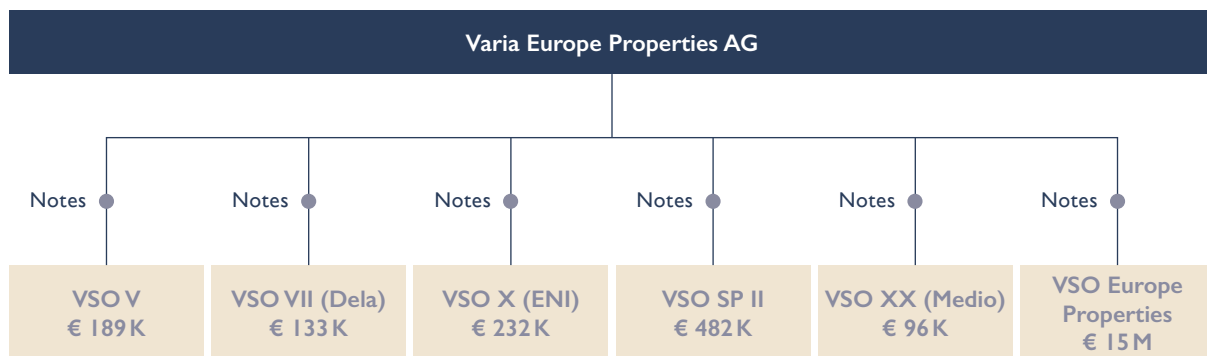 Varia Europe Properties AG
Notes
Notes
Notes
Notes
Notes
Notes
VSO V
€ 189 K
VSO VII (Dela)
€ 133 K
VSO X (ENI)
€ 232 K
VSO SP II
€ 482 K
VSO XX (Medio)
€ 96 K
VSO Europe
Properties
€ 15 M